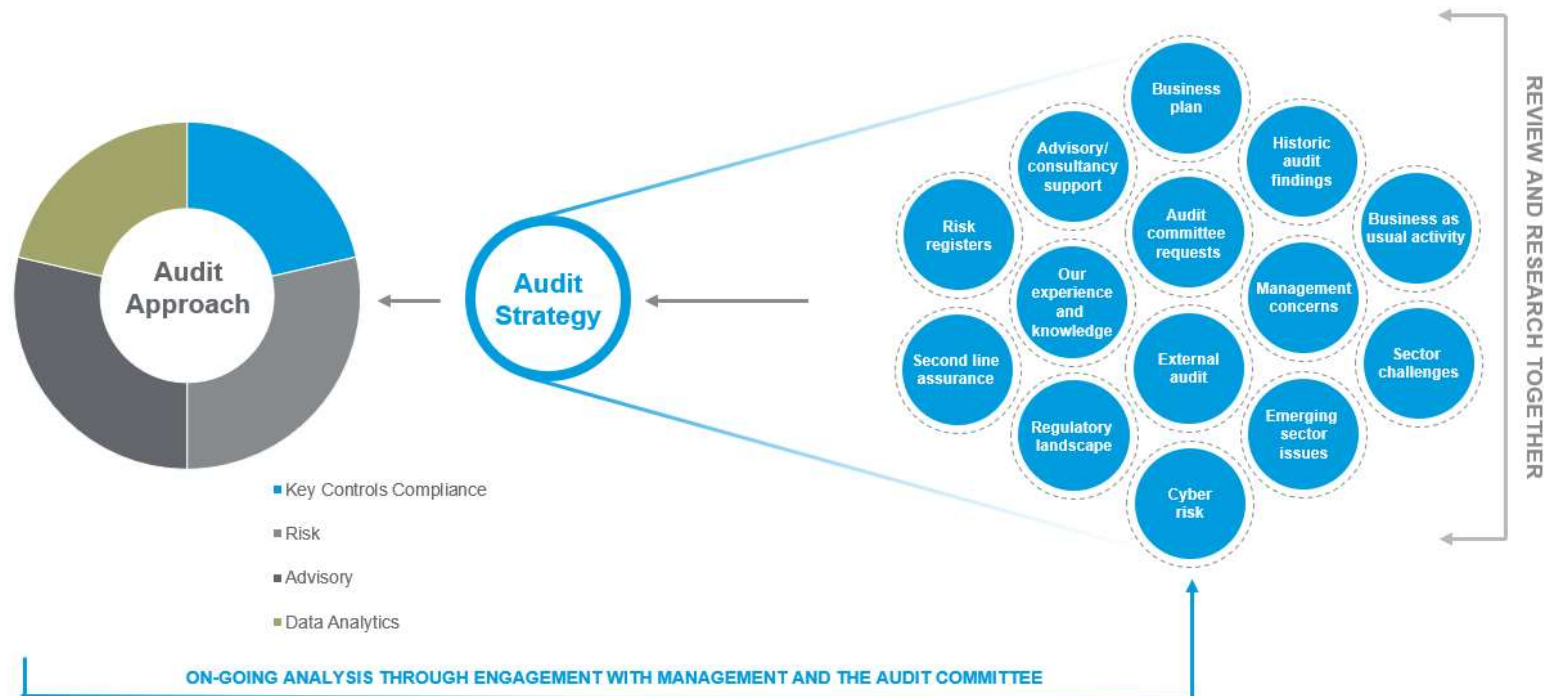 Audit
Approach
Key Controls Compliance
Risk
Advisory
Data Analytics
Audit
Strategy
Business
plan
Advisory/
consultancy
support
Historic
audit
findings
Risk
registers
Audit
committee
requests
Business as
usual activity
Our
experience
and
knowledge
Management
concerns
Second line
assurance
External
audit
Sector
challenges
Regulatory
landscape
Emerging
sector
issues
Cyber
risk
REVIEW AND RESEARCH TOGETHER
ON-GOING ANALYSIS THROUGH ENGAGEMENT WITH MANAGEMENT AND THE AUDIT COMMITTEE